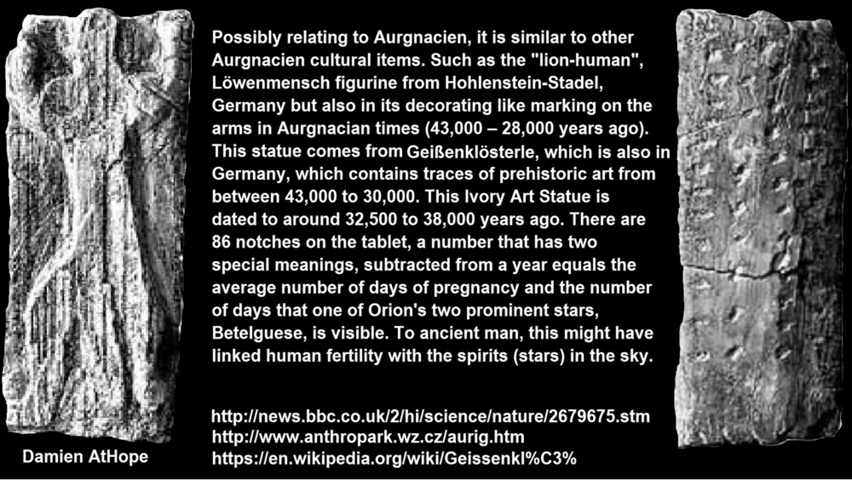 Possibly relating to Aurgnacien, it is similar to other
Aurgnacien cultural items. Such as the "lion-human",
Löwenmensch figurine from Hohlenstein-Stadel,
Germany but also in its decorating like marking on the
arms in Aurgnacian times (43,000 – 28,000 years ago).
This statue comes from Geißenklösterle, which is also in
Germany, which contains traces of prehistoric art from
between 43,000 to 30,000. This Ivory Art Statue is
dated to around 32,500 to 38,000 years ago. There are
86 notches on the tablet, a number that has two
special meanings, subtracted from a year equals the
average number of days of pregnancy and the number
of days that one of Orion's two prominent stars,
Betelguese, is visible. To ancient man, this might have
linked human fertility with the spirits (stars) in the sky.
http://news.bbc.co.uk/2/hi/science/nature/2679675.stm
http://www.anthropark.wz.cz/aurig.htm
https://en.wikipedia.org/wiki/Geissenkl%C3%
Damien AtHope